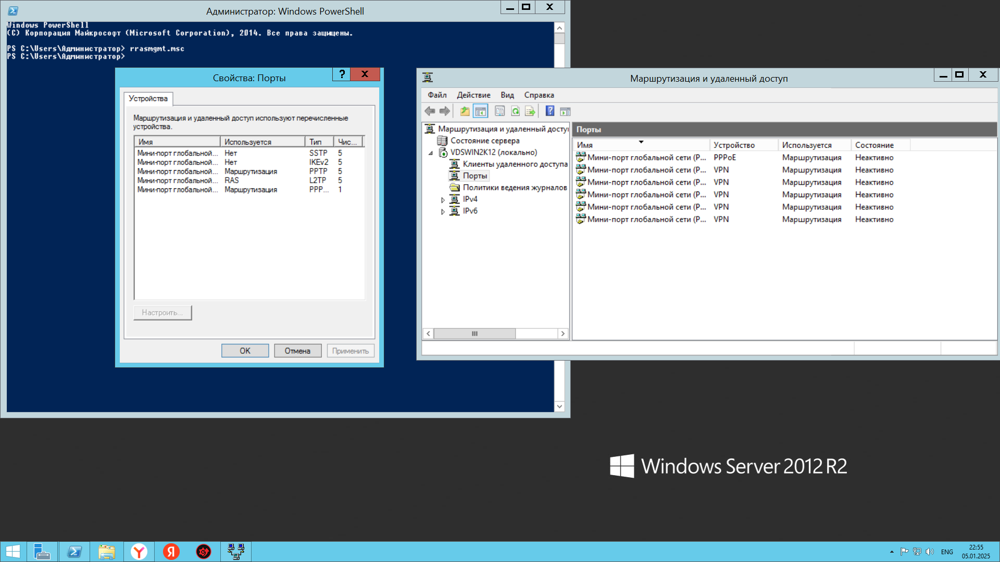 Администратор: Windows PowerShell
Windows PowerShell
(C) Корпорация Майкрософт (Microsoft Corporation), 2014. Все права защищены.
PS C:\Users\Администратор> rrasmgmt.msc
PS C:\Users\Администратор>
Свойства: Порты
?
Устройства
Маршрутизация и удаленный доступ используют перечисленные
устройства.
Имя Используется Тип Чис...
Мини-порт глобальной... Нет SSTP 5
Мини-порт глобальной... Нет IKEv2 5
Мини-порт глобальной... Маршрутизация PPTP 5
Мини-порт глобальной... RAS L2TP 5
Мини-порт глобальной... Маршрутизация PPP... 1
Настроить...
OK Отмена Применить
Маршрутизация и удаленный доступ
Файл Действие Вид Справка
Маршрутизация и удаленный досту
Состояние сервера
VDSWIN2K12 (локально)
Клиенты удаленного доступа
Порты
Политики ведения журналов
IPv4
IPv6
Порты
Имя Устройство Используется Состояние
Мини-порт глобальной сети (P... PPPoE Маршрутизация Неактивно
Мини-порт глобальной сети (P... VPN Маршрутизация Неактивно
Мини-порт глобальной сети (P... VPN Маршрутизация Неактивно
Мини-порт глобальной сети (P... VPN Маршрутизация Неактивно
Мини-порт глобальной сети (P... VPN Маршрутизация Неактивно
Мини-порт глобальной сети (P... VPN Маршрутизация Неактивно
Windows Server 2012 R2
ENG
22:55
05.01.2025